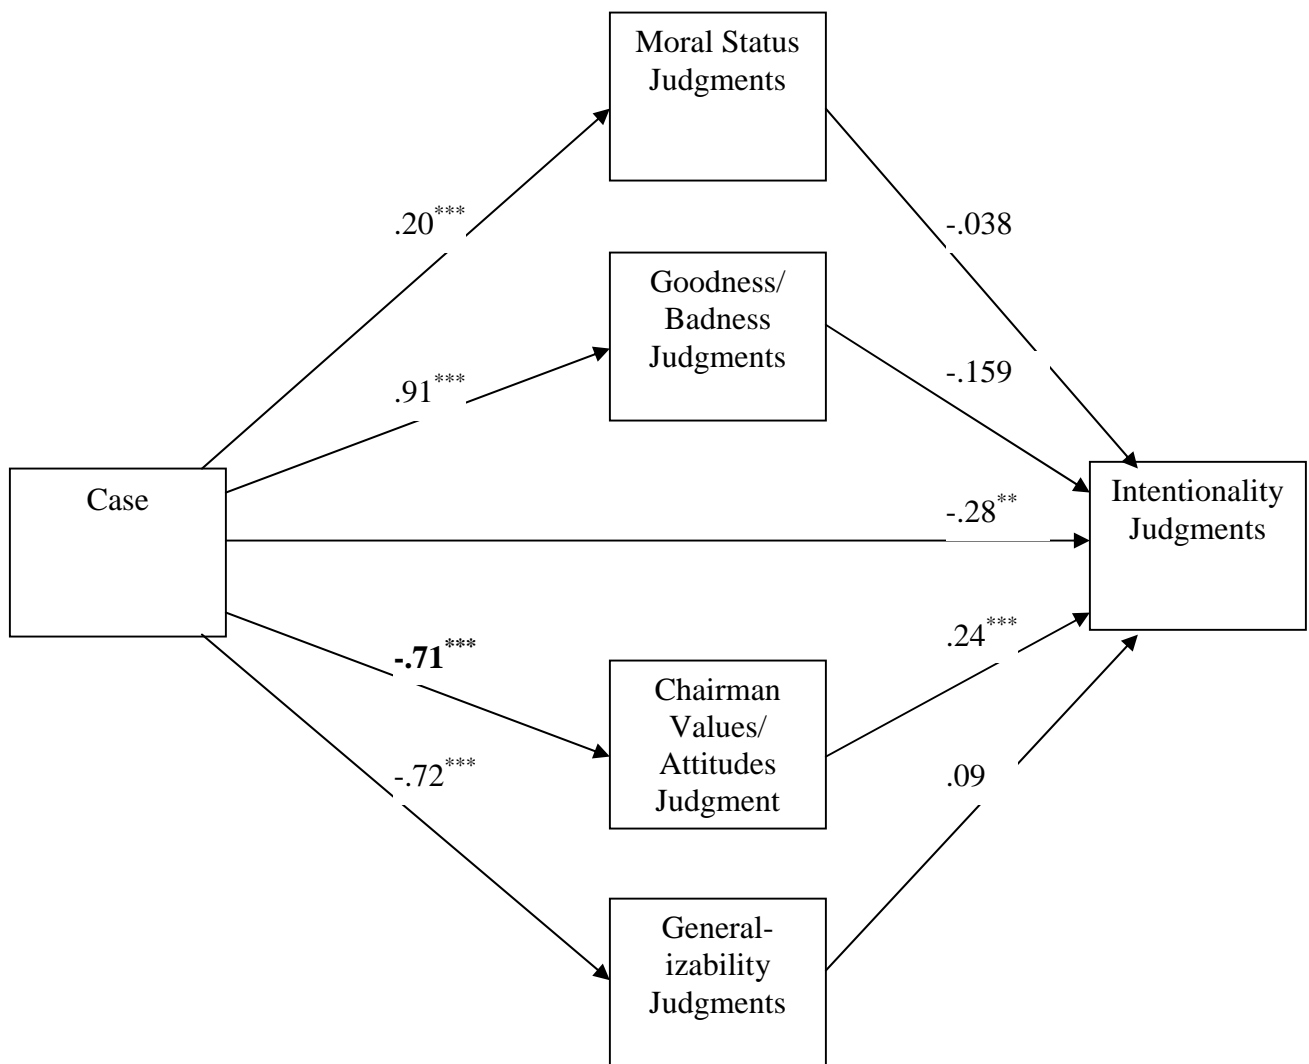 Moral Status
Judgments
.20***
-.038
Goodness/
Badness
Judgments
.91***
-.159
Case
-.28**
Intentionality
Judgments
-.71***
.24***
Chairman
Values/
Attitudes
Judgment
-.72***
.09
General-
izability
Judgments